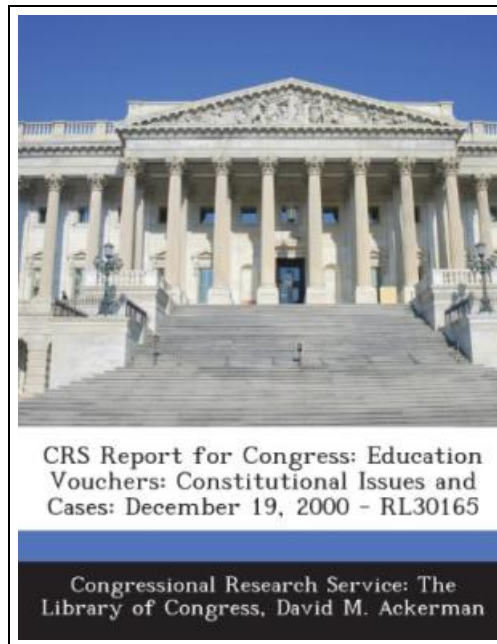 CRS Report for Congress: Education
Vouchers: Constitutional Issues and
Cases: December 19, 2000 - RL30165
Congressional Research Service: The
Library of Congress, David M. Ackerman